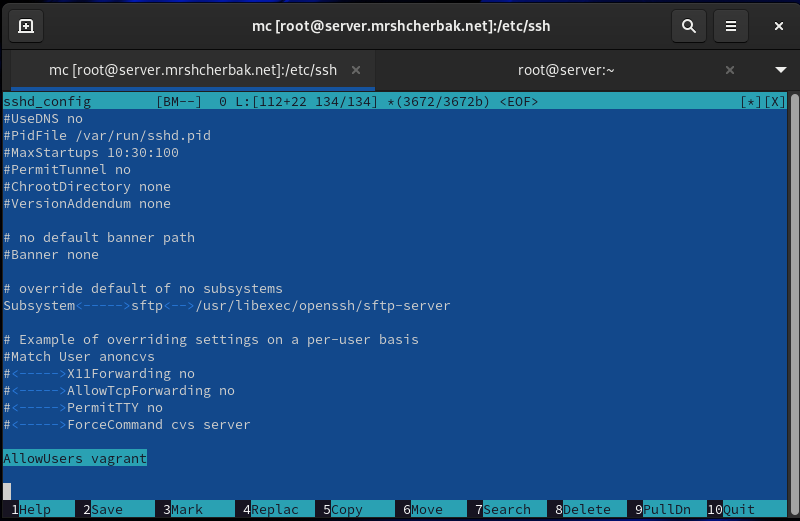 mc [root@server.mrshcherbak.net]:/etc/ssh
mc [root@server.mrshcherbak.net]:/etc/ssh × root@server:~ ×
sshd_config [BM--] 0 L:[112+22 134/134] *(3672/3672b) <EOF> [*][X]
#UseDNS no
#PidFile /var/run/sshd.pid
#MaxStartups 10:30:100
#PermitTunnel no
#ChrootDirectory none
#VersionAddendum none
# no default banner path
#Banner none
# override default of no subsystems
Subsystem<----->sftp<-->/usr/libexec/openssh/sftp-server
# Example of overriding settings on a per-user basis
#Match User anoncvs
#<----->X11Forwarding no
#<----->AllowTcpForwarding no
#<----->PermitTTY no
#<----->ForceCommand cvs server
AllowUsers vagrant
1Help 2Save 3Mark 4Replac 5Copy 6Move 7Search 8Delete 9PullDn 10Quit